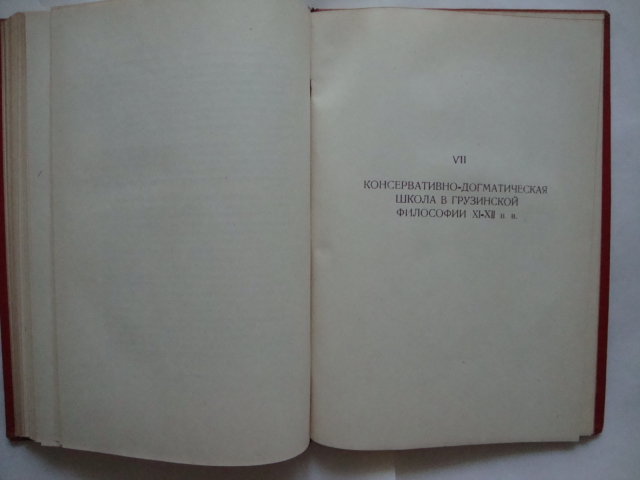 VII
КОНСЕРВАТИВНО-ДОГМАТИЧЕСКАЯ
ШКОЛА В ГРУЗИНСКОЙ
ФИЛОСОФИИ XI-XII в. в.